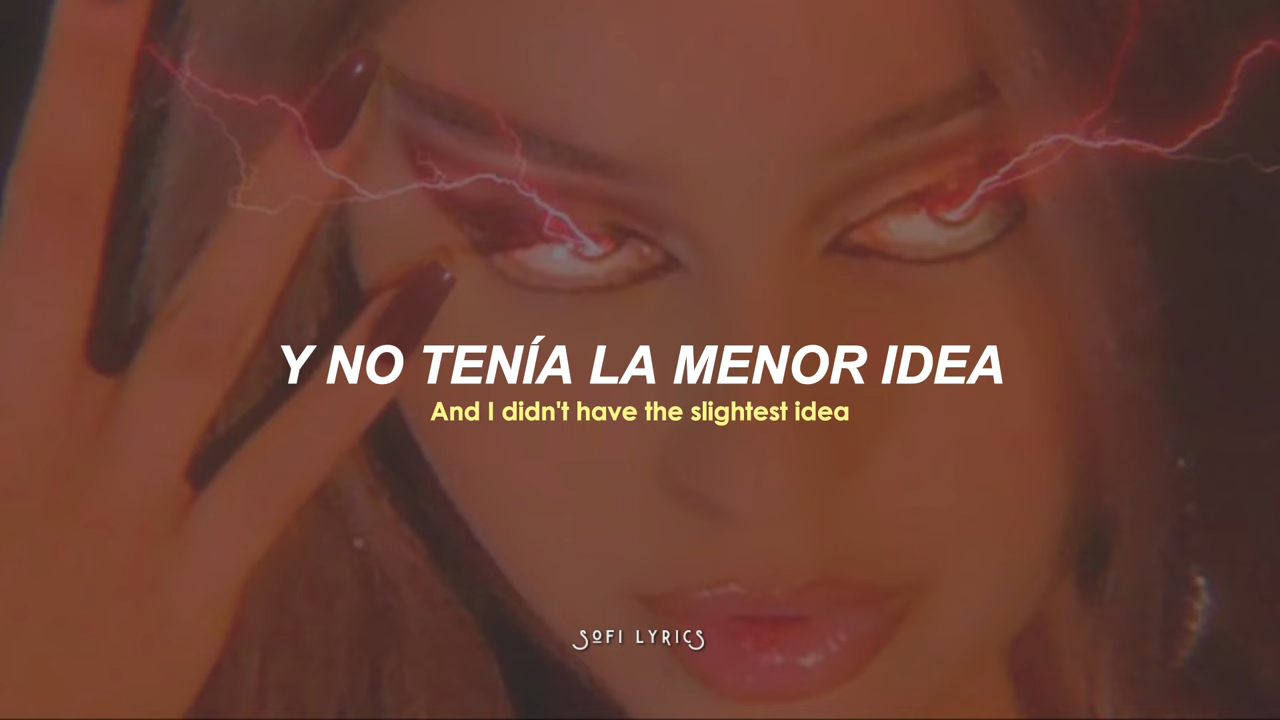 Y NO TENÍA LA MENOR IDEA
And I didn't have the slightest idea
SOFI LYRICS